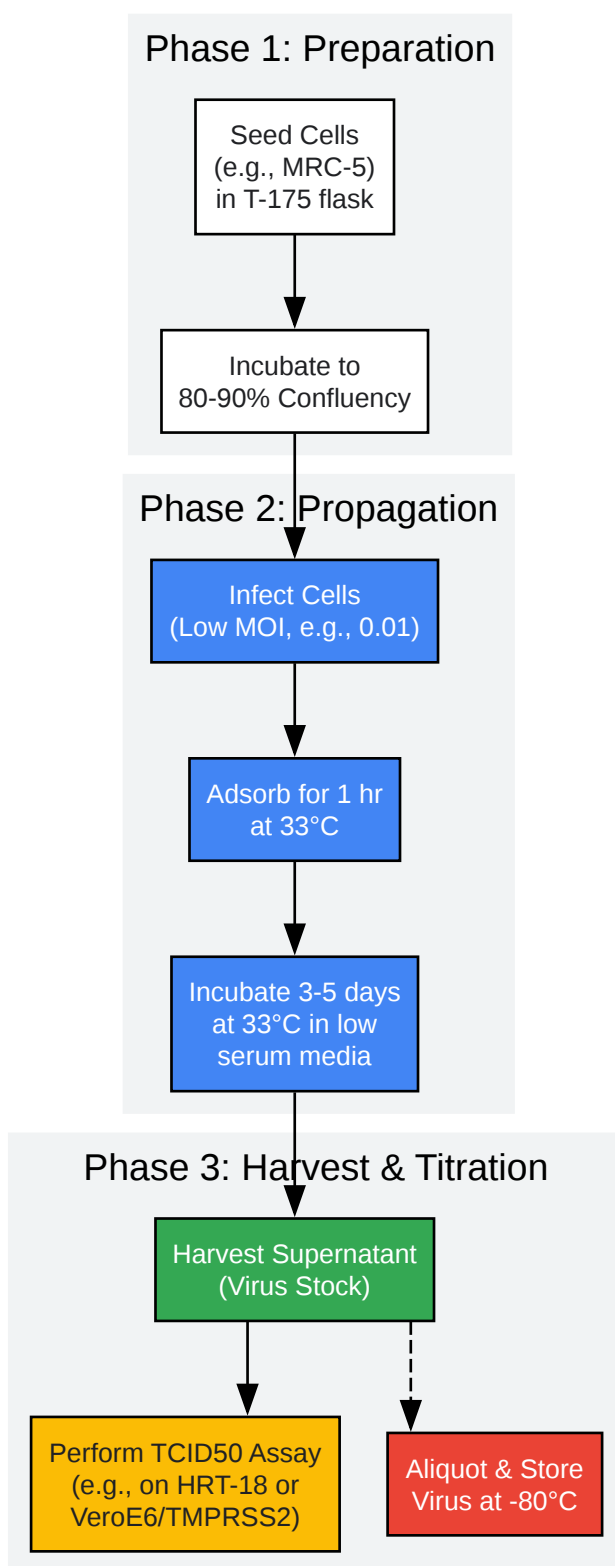 Phase 1: Preparation
Seed Cells
(e.g., MRC-5)
in T-175 flask
Incubate to
80-90% Confluency
Phase 2: Propagation
Infect Cells
(Low MOI, e.g., 0.01)
Adsorb for 1 hr
at 33°C
Incubate 3-5 days
at 33°C in low
serum media
Phase 3: Harvest & Titration
Harvest Supernatant
(Virus Stock)
Perform TCID50 Assay
(e.g., on HRT-18 or
VeroE6/TMPRSS2)
Aliquot & Store
Virus at -80°C